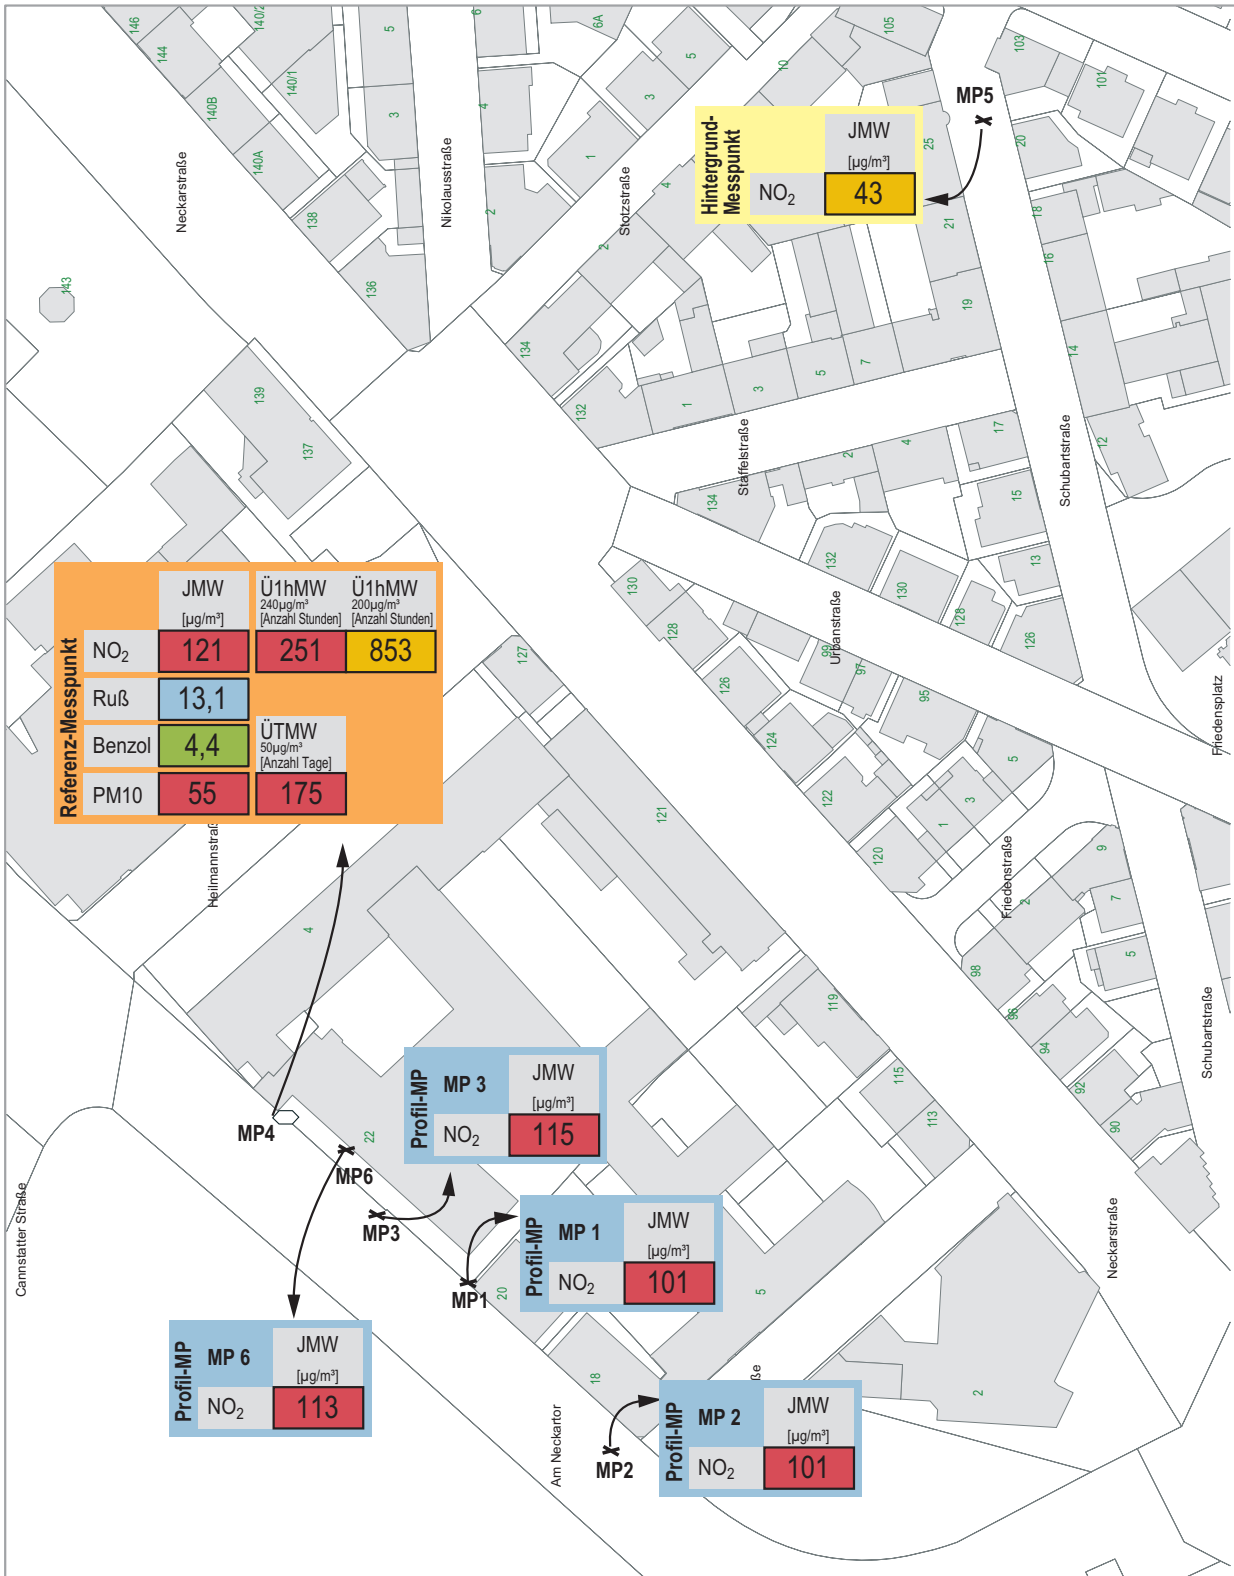 146
144
140/2
140/1
140B
140A
138
136
5
3
6
4
2
6A
5
3
1
10
4
2
105
25
21
19
103
101
20
18
16
14
12
MP5
Hintergrund-
Messpunkt
JMW
[µg/m³]
NO₂
43
Neckarstraße
Nikolausstraße
Stotzstraße
143
134
132
1
3
5
7
139
137
Staffelstraße
134
2
4
17
15
13
Schubartstraße
132
130
128
126
Urbanstraße
99
97
95
130
128
126
124
122
120
127
121
1
3
5
Friedensplatz
Friedenstraße
2
9
7
5
98
96
94
92
90
Schubartstraße
Referenz-Messpunkt
JMW
[µg/m³]
Ü1hMW
240µg/m³
[Anzahl Stunden]
Ü1hMW
200µg/m³
[Anzahl Stunden]
NO₂
121
251
853
Ruß
13,1
Benzol
4,4
ÜTMW
50µg/m³
[Anzahl Tage]
PM10
55
175
Heilmannstraß
4
119
115
113
22
MP4
MP6
MP3
MP1
MP2
Profil-MP
MP 3
JMW
[µg/m³]
NO₂
115
Profil-MP
MP 1
JMW
[µg/m³]
NO₂
101
20
5
18
2
Neckarstraße
Cannstatter Straße
Profil-MP
MP 6
JMW
[µg/m³]
NO₂
113
Am Neckartor
aße
Profil-MP
MP 2
JMW
[µg/m³]
NO₂
101